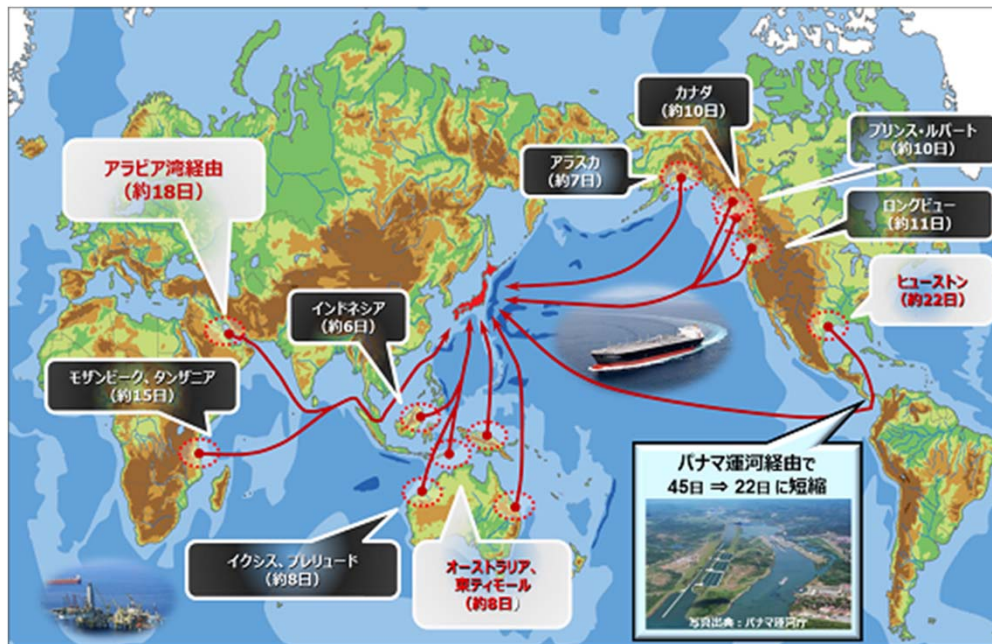 カナダ
(約10日)
プリンス・ルパート
(約10日)
アラスカ
(約7日)
アラビア湾経由
(約18日)
ロングビュー
(約11日)
ヒューストン
(約22日)
インドネシア
(約6日)
モザンビーク、タンザニア
(約15日)
パナマ運河経由で
45日 ⇒ 22日 に短縮
イクシス、プレリュード
(約8日)
オーストラリア、
東ティモール
(約8日)
写真出典：パナマ運河庁